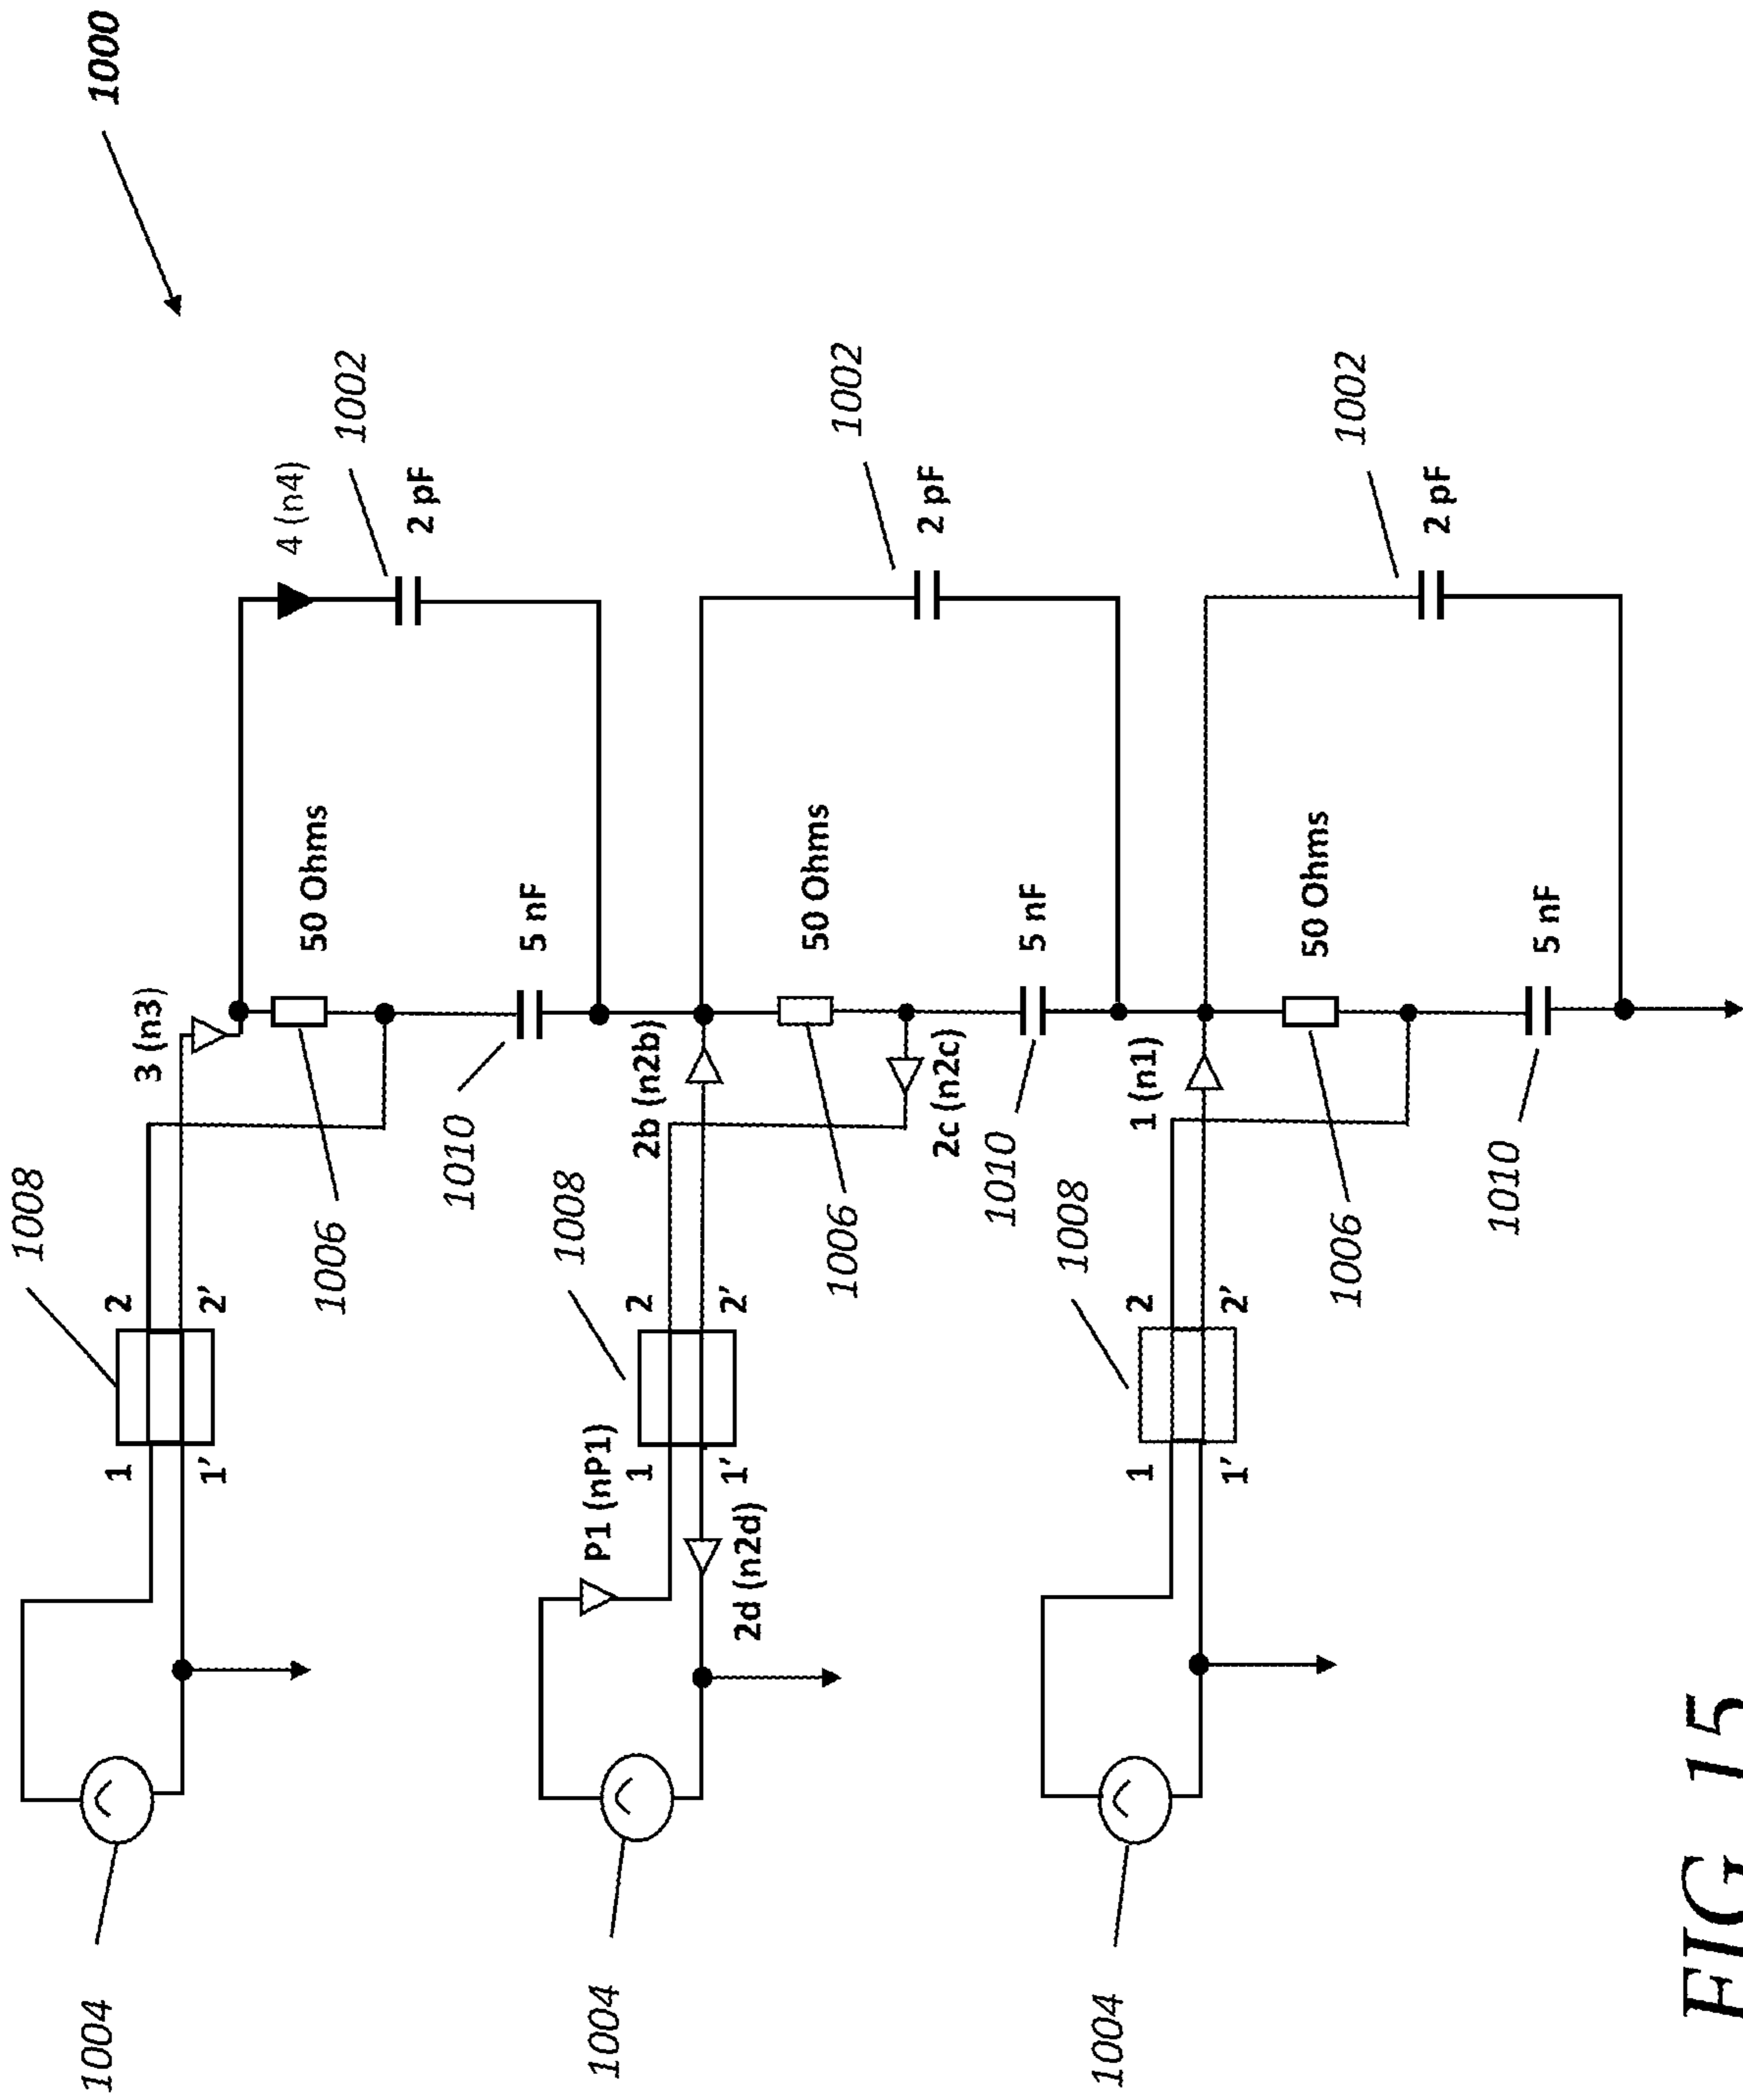 1000
1008
3 (n3)
4 (n4)
1002
2
2'
1
1'
50 Ohms
2 pF
1006
5 nF
1010
1004
1008
P1 (nP1)
2
2'
1
1'
2b (n2b)
50 Ohms
1002
2 pF
2d (n2d)
1006
2c (n2c)
5 nF
1010
1004
1008
1 (n1)
2
2'
1
1'
50 Ohms
1002
2 pF
1006
5 nF
1010
1004
FIG. 15